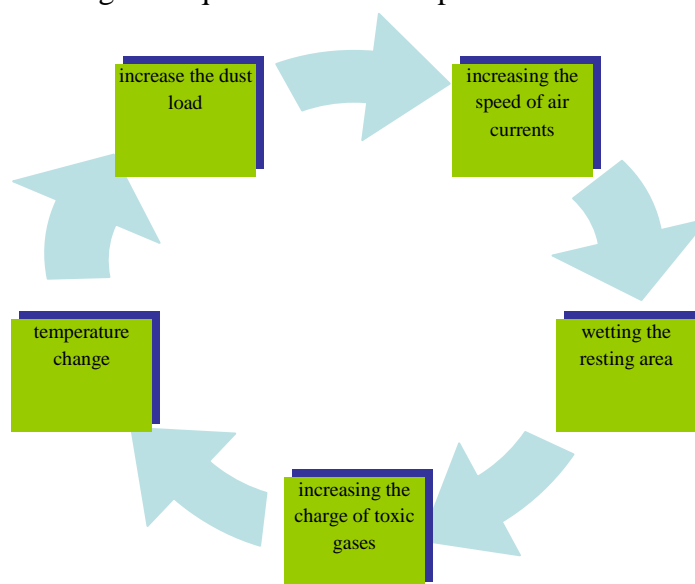 increase the dust
load
increasing the
speed of air
currents
temperature
change
wetting the
resting area
increasing the
charge of toxic
gases